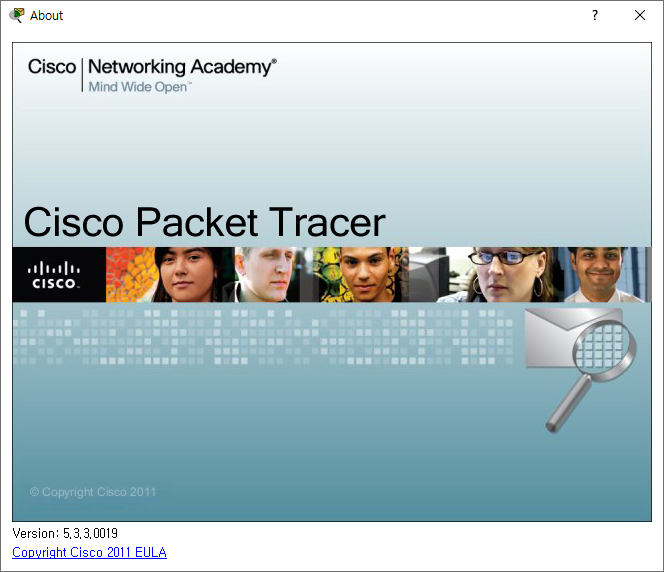 About
Cisco Networking Academy®
Mind Wide Open™
Cisco Packet Tracer
CISCO™
© Copyright Cisco 2011
Version: 5,3,3,0019
Copyright Cisco 2011 EULA